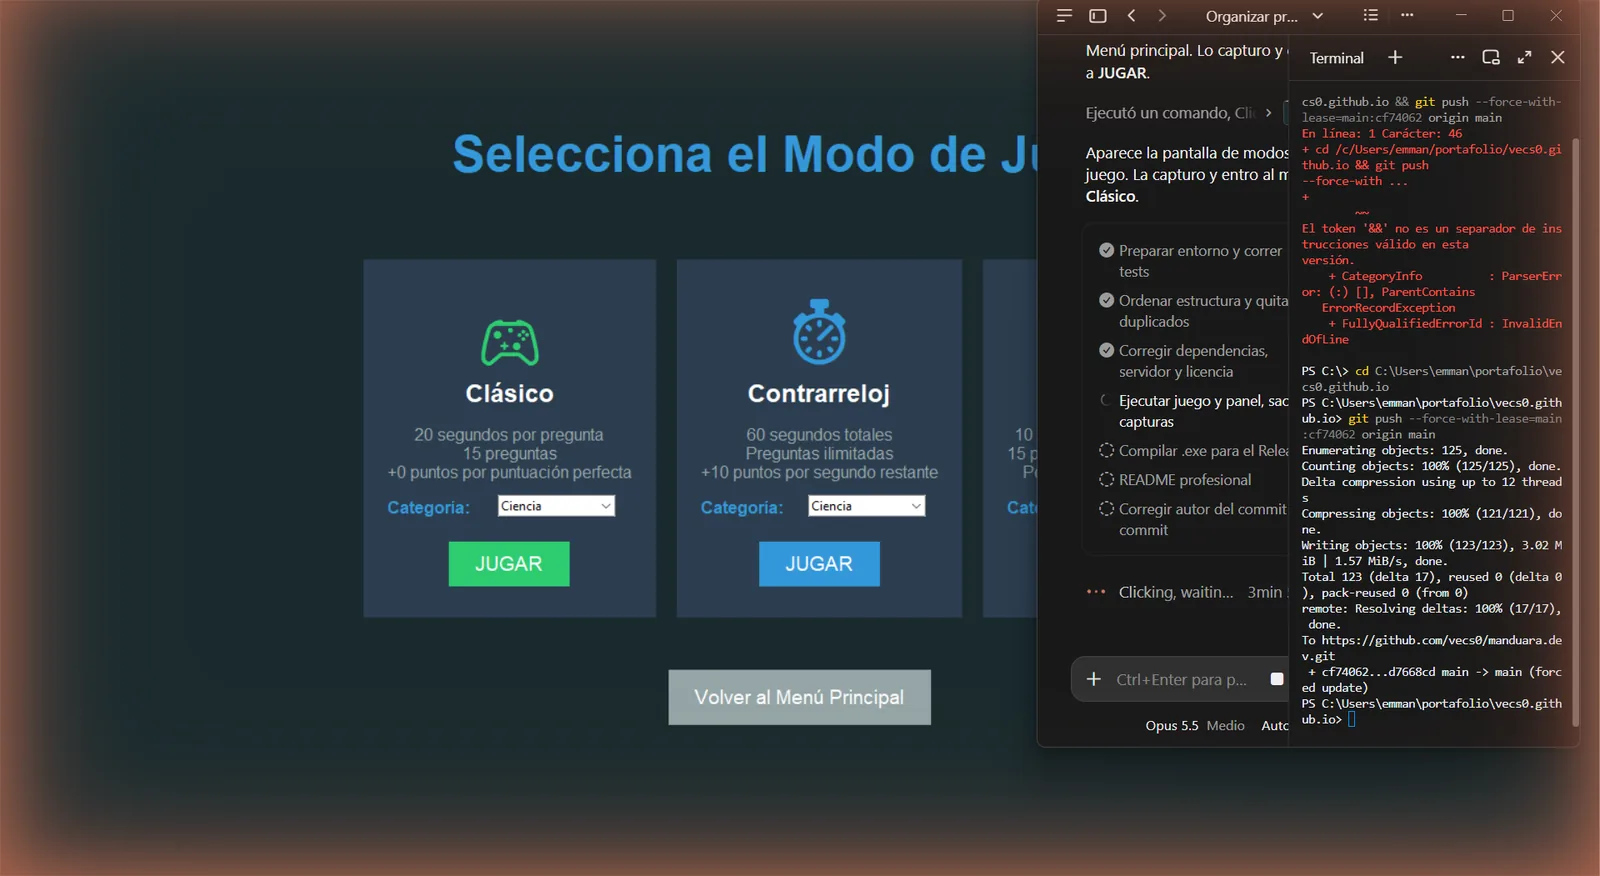 Selecciona el Modo de
Clásico
20 segundos por pregunta
15 preguntas
+0 puntos por puntuación perfecta
Categoria:
Ciencia
JUGAR
Contrarreloj
60 segundos totales
Preguntas ilimitadas
+10 puntos por segundo restante
Categoria:
Ciencia
JUGAR
10
15
Volver al Menú Principal
Organizar pr...
Menú principal. Lo capturo y
a JUGAR.
Ejecutó un comando,
Aparece la pantalla de modos
juego. La capturo y entro al
Clásico.
Preparar entorno y correr
tests
Ordenar estructura y quita
duplicados
Corregir dependencias,
servidor y licencia
Ejecutar juego y panel, sac
capturas
Compilar .exe para el Relea
README profesional
Corregir autor del commit
commit
Clicking, waitin... 3min
Ctrl+Enter para p...
Opus 5.5 Medio Auto
Terminal
cs0.github.io && git push --force-with-
lease=main:cf74062 origin main
En línea: 1 Carácter: 46
+ cd /c/Users/emman/portafolio/vecs0.gi
thub.io && git push
--force-with ...
+
~~
El token '&&' no es un separador de ins
trucciones válido en esta
versión.
+ CategoryInfo : ParserErr
or: (:) [], ParentContains
ErrorRecordException
+ FullyQualifiedErrorId : InvalidEn
dOfLine
PS C:\> cd C:\Users\emman\portafolio\ve
cs0.github.io
PS C:\Users\emman\portafolio\vecs0.gith
ub.io> git push --force-with-lease=main
:cf74062 origin main
Enumerating objects: 125, done.
Counting objects: 100% (125/125), done.
Delta compression using up to 12 thread
s
Compressing objects: 100% (121/121), do
ne.
Writing objects: 100% (123/123), 3.02 M
iB | 1.57 MiB/s, done.
Total 123 (delta 17), reused 0 (delta 0
), pack-reused 0 (from 0)
remote: Resolving deltas: 100% (17/17),
done.
To https://github.com/vecs0/manduara.de
v.git
+ cf74062...d7668cd main -> main (forc
ed update)
PS C:\Users\emman\portafolio\vecs0.gith
ub.io>